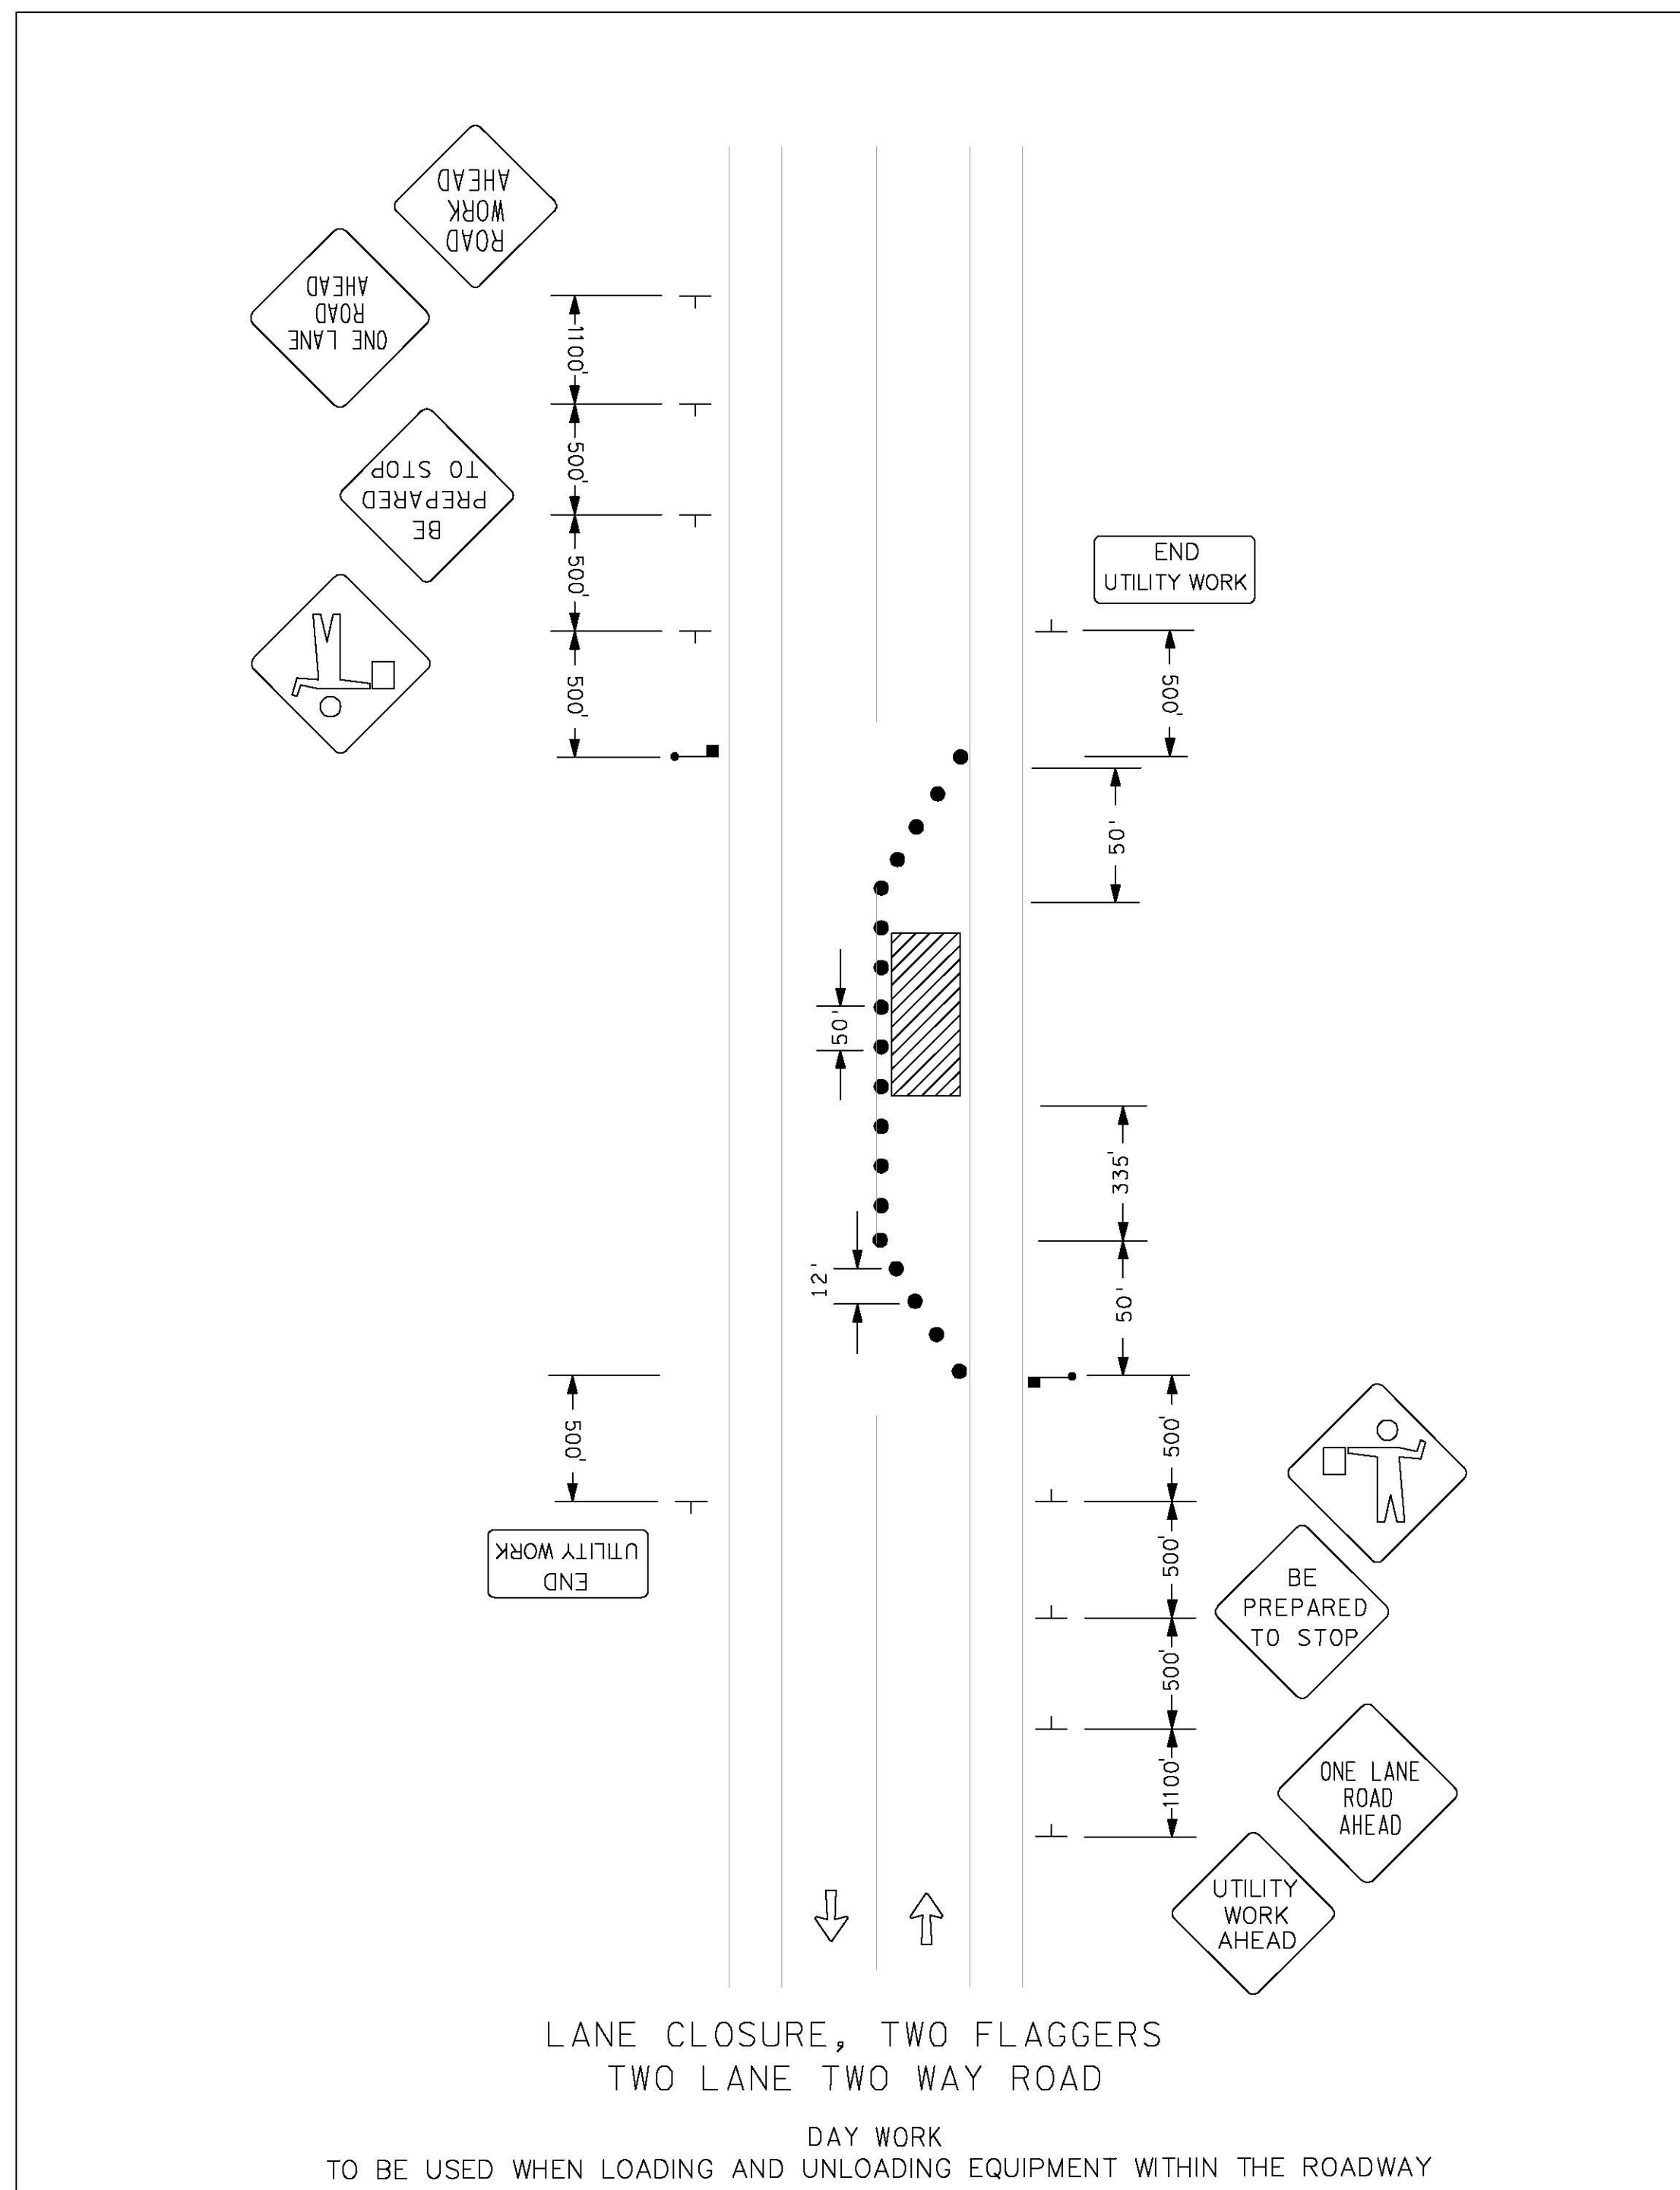 ROAD
WORK
AHEAD
ONE LANE
ROAD
AHEAD
1100'
BE
PREPARED
TO STOP
500'
500'
500'
END
UTILITY WORK
500'
50'
50'
335'
12'
50'
500'
END
UTILITY WORK
500'
500'
BE
PREPARED
TO STOP
500'
1100'
ONE LANE
ROAD
AHEAD
UTILITY
WORK
AHEAD
LANE CLOSURE, TWO FLAGGERS
TWO LANE TWO WAY ROAD
DAY WORK
TO BE USED WHEN LOADING AND UNLOADING EQUIPMENT WITHIN THE ROADWAY